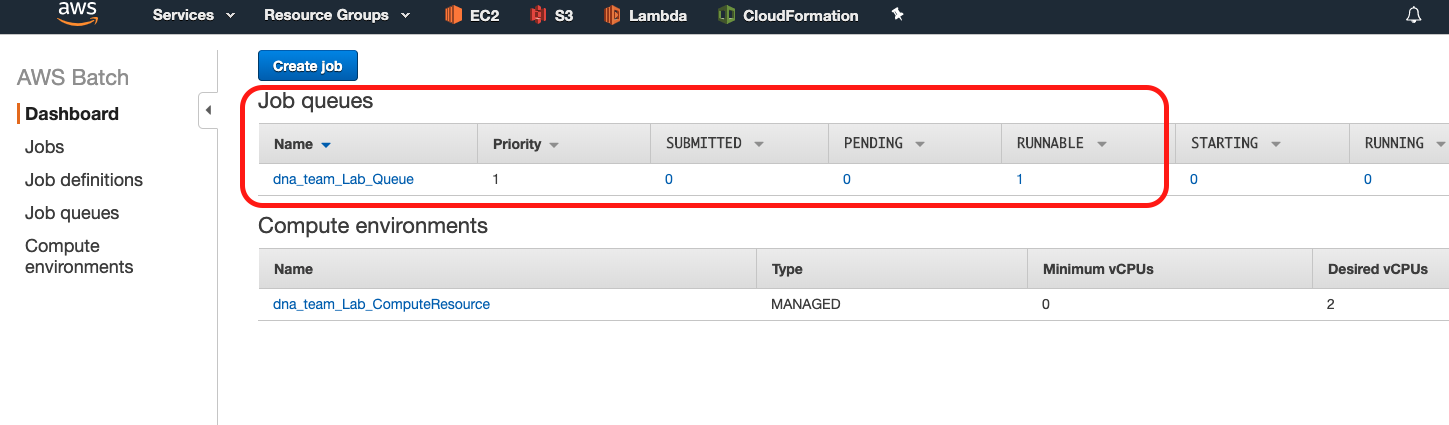 aws Services Resource Groups EC2 S3 Lambda CloudFormation
AWS Batch
Dashboard
Jobs
Job definitions
Job queues
Compute
environments
Create job
Job queues
Name Priority SUBMITTED PENDING RUNNABLE STARTING RUNNING
dna_team_Lab_Queue 1 0 0 1 0 0
Compute environments
Name Type Minimum vCPUs Desired vCPUs
dna_team_Lab_ComputeResource MANAGED 0 2